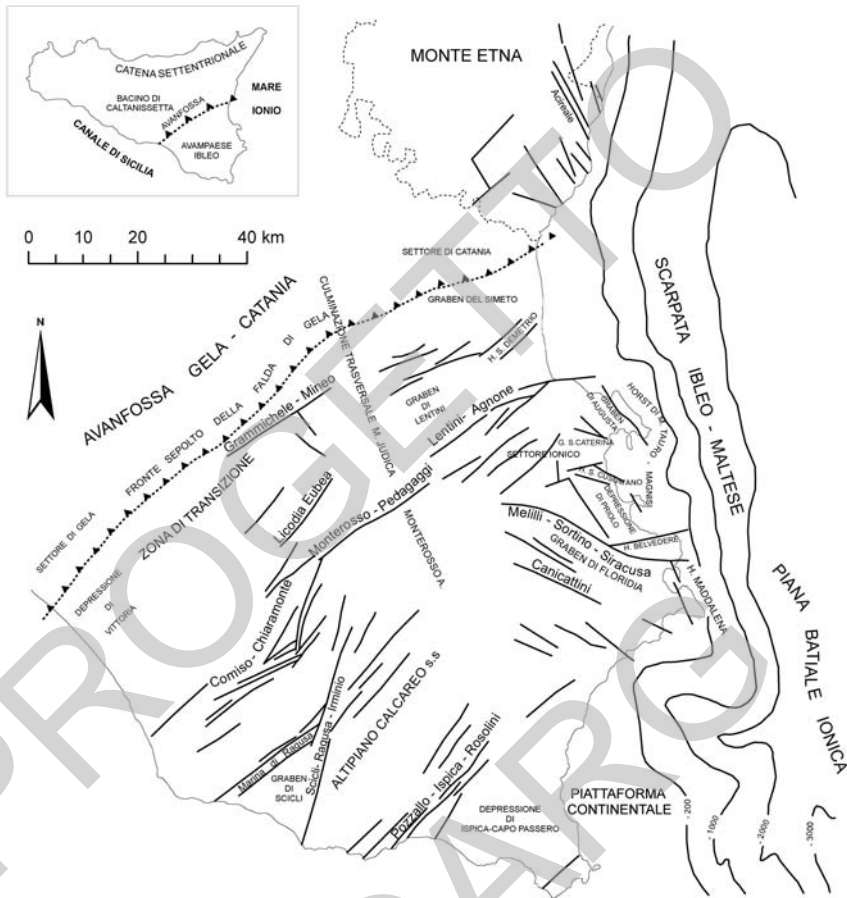 CATENA SETTENTRIONALE
BACINO DI
CALTANISSETTA
AVANFOSSA
MARE
IONIO
CANALE DI SICILIA
AVAMPAESE
IBLEO
0 10 20 40 km
N
MONTE ETNA
Acireale
SETTORE DI CATANIA
GRABEN DEL SIMETO
AVANFOSSA GELA - CATANIA
FRONTE SEPOLTO DELLA FALDA DI GELA
CULMINAZIONE TRASVERSALE M. JUDICA
MONTEROSSO A.
H. S. DEMETRIO
Grammichele - Mineo
GRABEN
DI
LENTINI
Lentini - Agnone
GRABEN
DI AUGUSTA
HORST DI M. TAURO - MAGNISI
G. S.CATERINA
SETTORE IONICO
H. S. CUSUMANO
DEPRESSIONE
DI PRIOLO
SETTORE DI GELA
ZONA DI TRANSIZIONE
Licodia Eubea
Monterosso - Pedagaggi
Melilli - Sortino - Siracusa
GRABEN DI FLORIDIA
H. BELVEDERE
Canicattini
H. MADDALENA
DEPRESSIONE
DI
VITTORIA
Comiso - Chiaramonte
Marina di Ragusa
GRABEN
DI
SCICLI
Scicli - Ragusa - Irminio
ALTIPIANO CALCAREO s.s
Pozzallo - Ispica - Rosolini
DEPRESSIONE
DI
ISPICA-CAPO PASSERO
PIATTAFORMA
CONTINENTALE
SCARPATA IBLEO - MALTESE
PIANA BATIALE IONICA
- 200
- 1000
- 2000
- 3000
PROGETTO
CARG